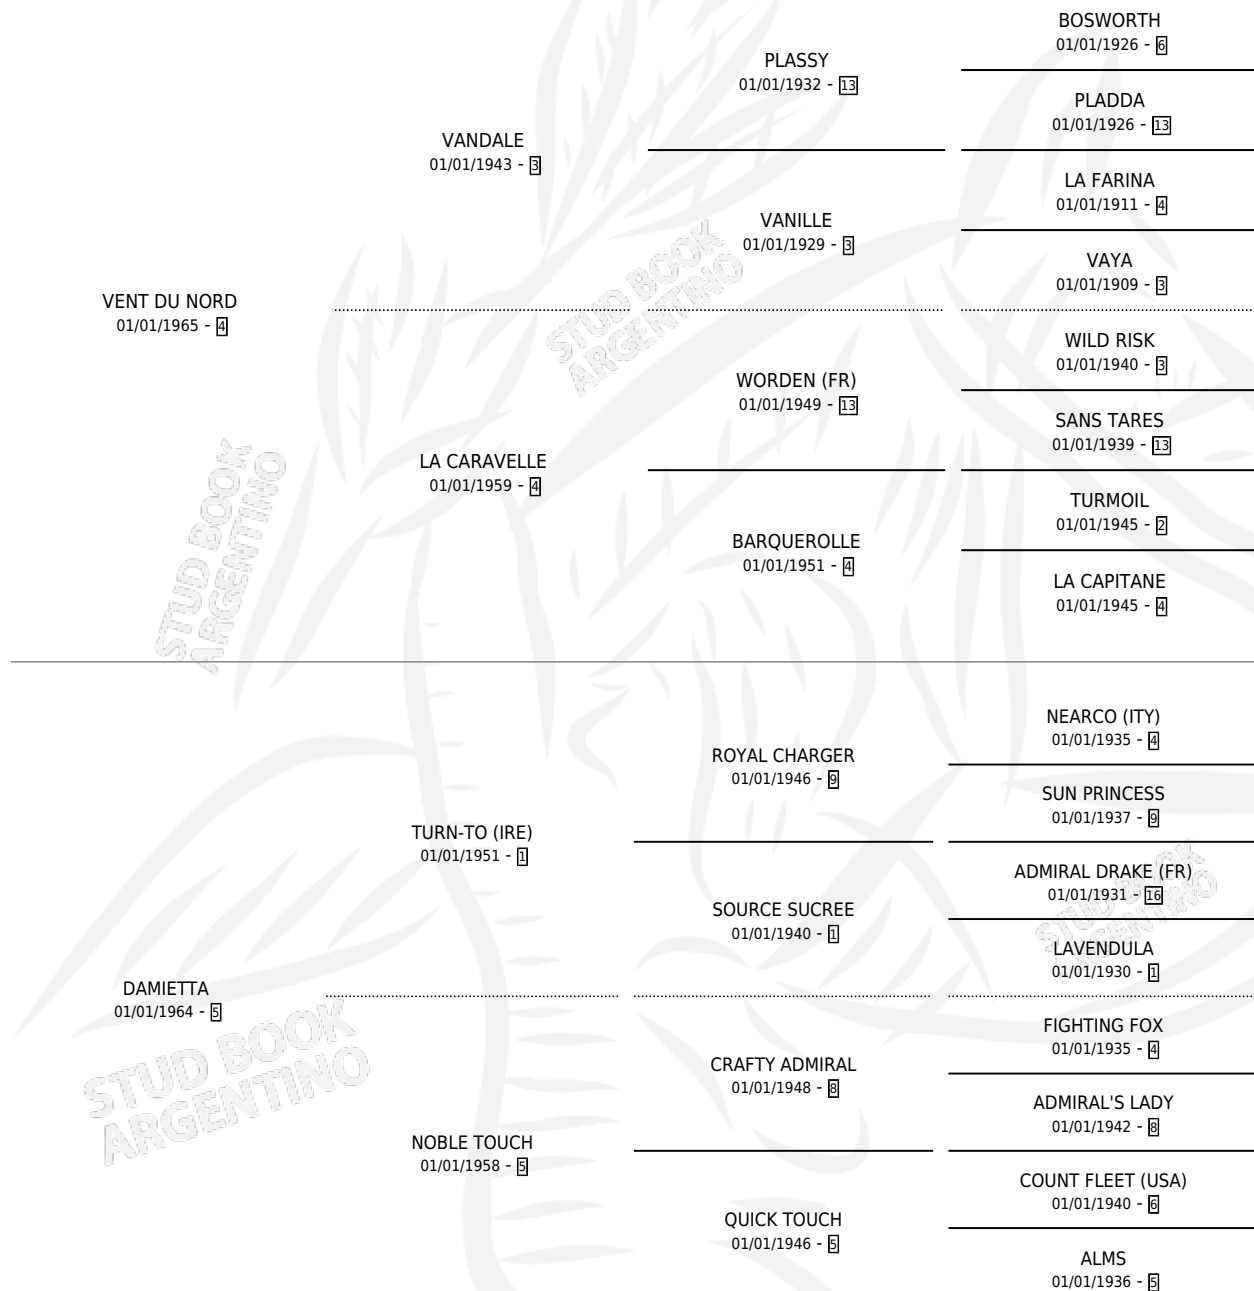 BOSWORTH
01/01/1926 - 6
PLASSY
01/01/1932 - 13
PLADDA
01/01/1926 - 13
VANDALE
01/01/1943 - 3
LA FARINA
01/01/1911 - 4
VANILLE
01/01/1929 - 3
VAYA
01/01/1909 - 3
VENT DU NORD
01/01/1965 - 4
WILD RISK
01/01/1940 - 3
WORDEN (FR)
01/01/1949 - 13
SANS TARES
01/01/1939 - 13
LA CARAVELLE
01/01/1959 - 4
TURMOIL
01/01/1945 - 2
BARQUEROLLE
01/01/1951 - 4
LA CAPITANE
01/01/1945 - 4
NEARCO (ITY)
01/01/1935 - 4
ROYAL CHARGER
01/01/1946 - 9
SUN PRINCESS
01/01/1937 - 9
TURN-TO (IRE)
01/01/1951 - 1
ADMIRAL DRAKE (FR)
01/01/1931 - 16
SOURCE SUCREE
01/01/1940 - 1
LAVENDULA
01/01/1930 - 1
DAMIETTA
01/01/1964 - 5
FIGHTING FOX
01/01/1935 - 4
CRAFTY ADMIRAL
01/01/1948 - 8
ADMIRAL'S LADY
01/01/1942 - 8
NOBLE TOUCH
01/01/1958 - 5
COUNT FLEET (USA)
01/01/1940 - 6
QUICK TOUCH
01/01/1946 - 5
ALMS
01/01/1936 - 5
STUD BOOK
ARGENTINO
STUD BOOK
ARGENTINO
STUD BOOK
ARGENTINO
STUD BOOK
ARGENTINO